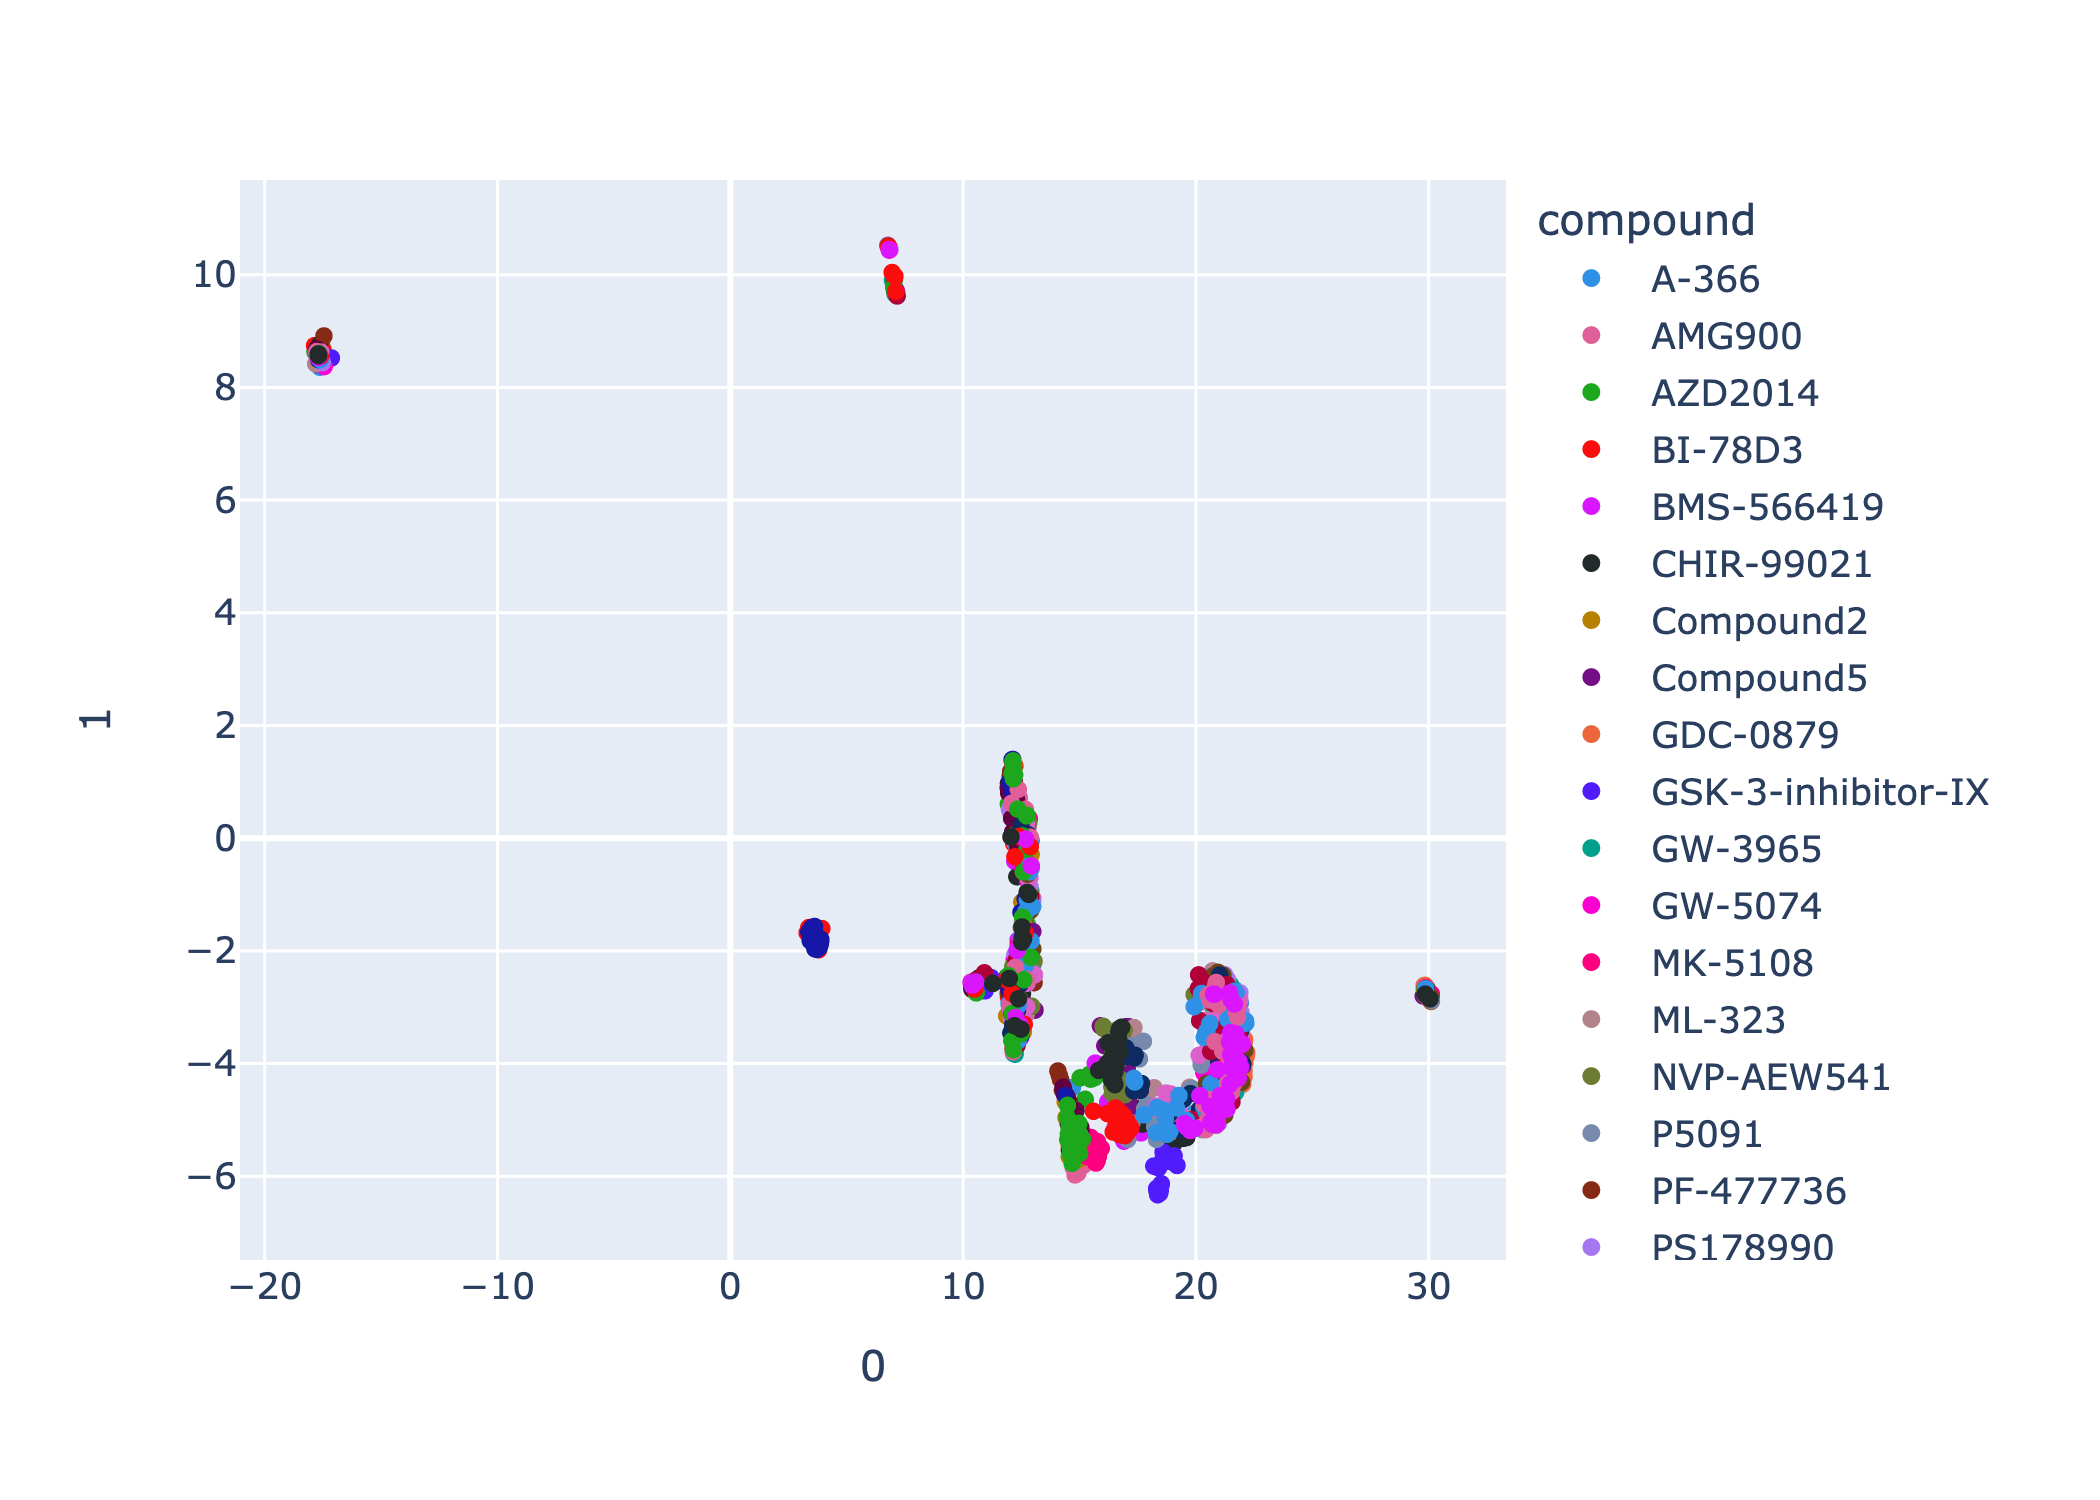 compound
A-366
AMG900
AZD2014
BI-78D3
BMS-566419
CHIR-99021
Compound2
Compound5
GDC-0879
GSK-3-inhibitor-IX
GW-3965
GW-5074
MK-5108
ML-323
NVP-AEW541
P5091
PF-477736
PS178990
10
8
6
4
2
0
−2
−4
−6
1
−20 −10 0 10 20 30
0